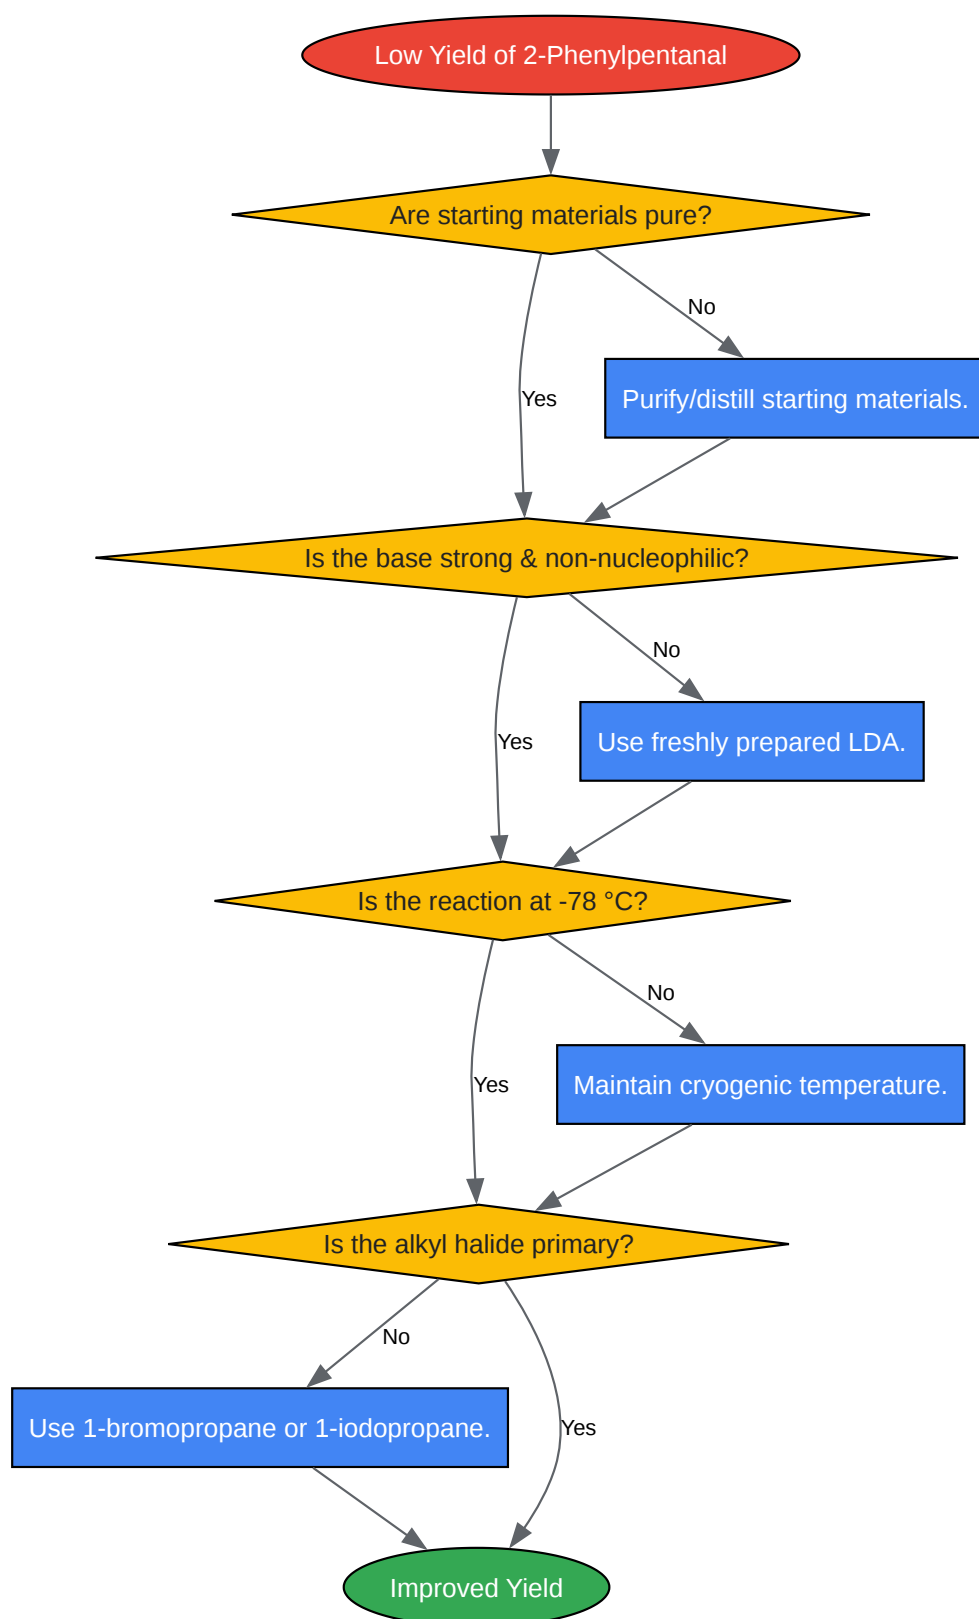 Low Yield of 2-Phenylpentanal
Are starting materials pure?
No
Purify/distill starting materials.
Yes
Is the base strong & non-nucleophilic?
No
Use freshly prepared LDA.
Yes
Is the reaction at -78 °C?
No
Maintain cryogenic temperature.
Yes
Is the alkyl halide primary?
No
Use 1-bromopropane or 1-iodopropane.
Yes
Improved Yield